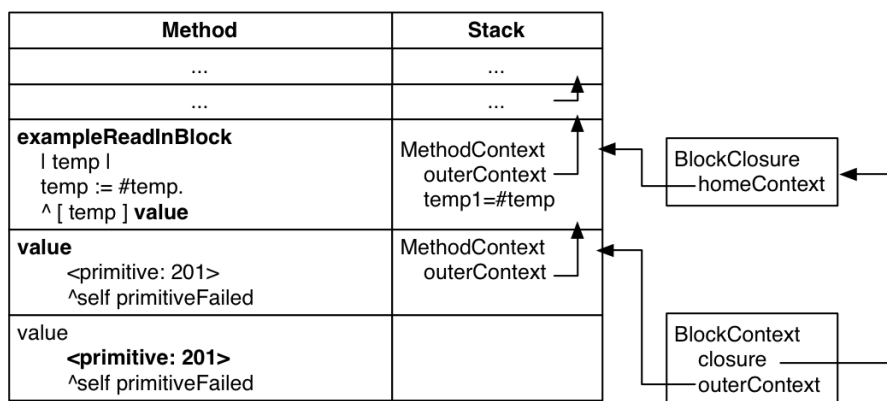 Method Stack
... ...
... ...
exampleReadInBlock
| temp |
temp := #temp.
^ [ temp ] value
MethodContext
outerContext
temp1=#temp
BlockClosure
homeContext
value
<primitive: 201>
^self primitiveFailed
MethodContext
outerContext
value
<primitive: 201>
^self primitiveFailed
BlockContext
closure
outerContext